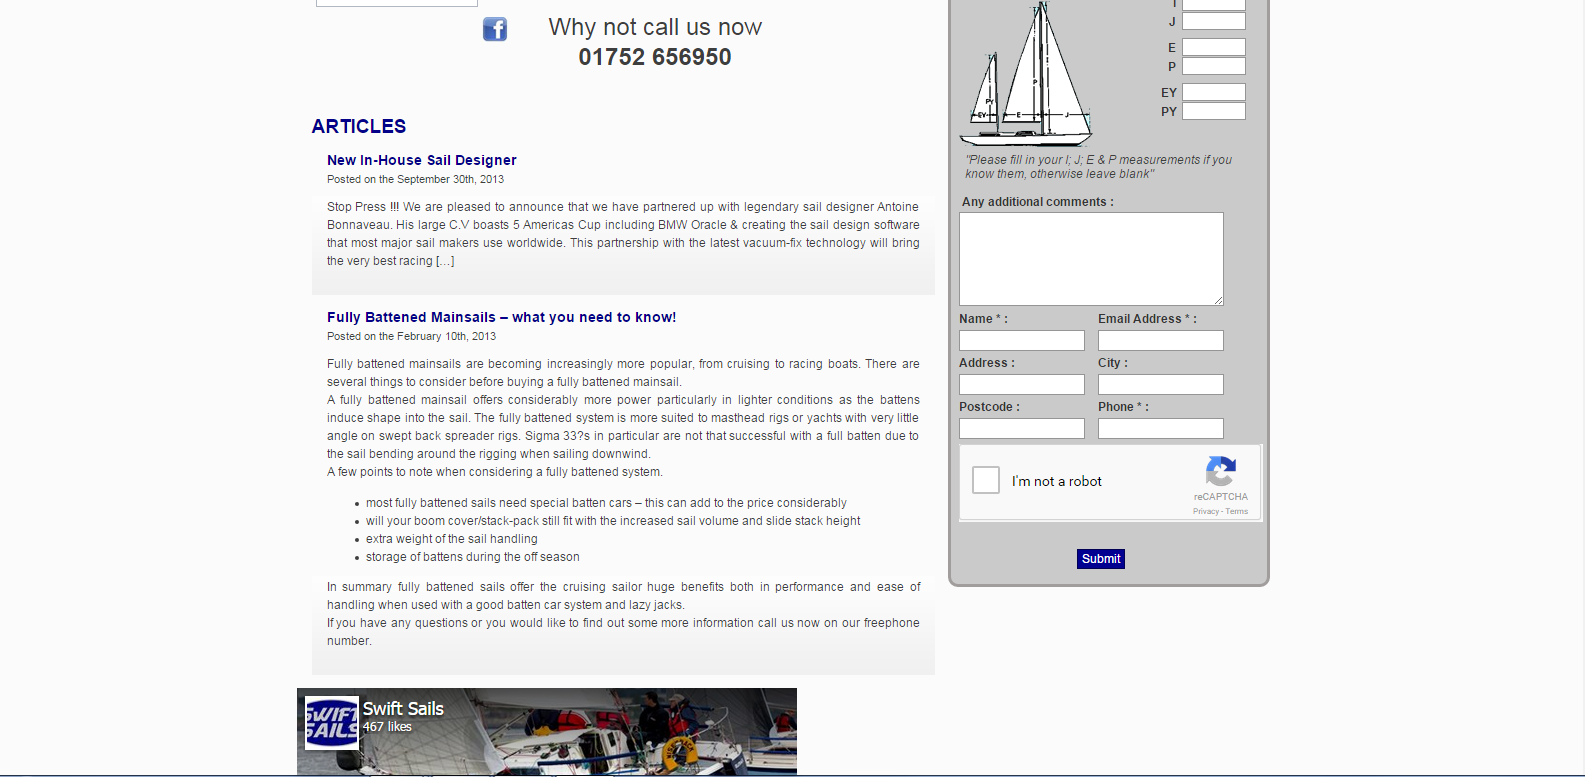 Why not call us now
01752 656950
ARTICLES
New In-House Sail Designer
Posted on the September 30th, 2013
Stop Press !!! We are pleased to announce that we have partnered up with legendary sail designer Antoine
Bonnaveau. His large C.V boasts 5 Americas Cup including BMW Oracle & creating the sail design software
that most major sail makers use worldwide. This partnership with the latest vacuum-fix technology will bring
the very best racing […]
Fully Battened Mainsails – what you need to know!
Posted on the February 10th, 2013
Fully battened mainsails are becoming increasingly more popular, from cruising to racing boats. There are
several things to consider before buying a fully battened mainsail.
A fully battened mainsail offers considerably more power particularly in lighter conditions as the battens
induce shape into the sail. The fully battened system is more suited to masthead rigs or yachts with very little
angle on swept back spreader rigs. Sigma 33?s in particular are not that successful with a full batten due to
the sail bending around the rigging when sailing downwind.
A few points to note when considering a fully battened system.
• most fully battened sails need special batten cars – this can add to the price considerably
• will your boom cover/stack-pack still fit with the increased sail volume and slide stack height
• extra weight of the sail handling
• storage of battens during the off season
In summary fully battened sails offer the cruising sailor huge benefits both in performance and ease of
handling when used with a good batten car system and lazy jacks.
If you have any questions or you would like to find out some more information call us now on our freephone
number.
SWIFT
SAILS
Swift Sails
467 likes
J
E
P
EY
PY
P
PY
EY
E
J
"Please fill in your I; J; E & P measurements if you
know them, otherwise leave blank"
Any additional comments :
Name * : Email Address * :
Address : City :
Postcode : Phone * :
I'm not a robot
reCAPTCHA
Privacy - Terms
Submit